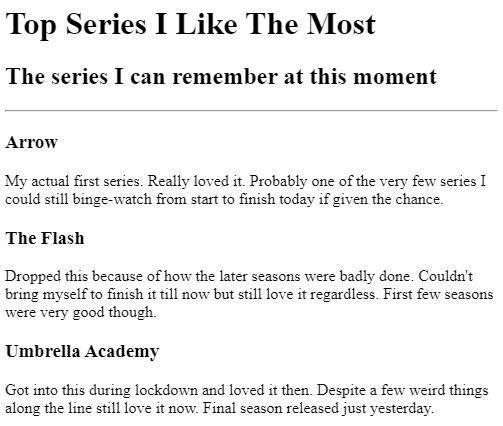 Top Series I Like The Most
The series I can remember at this moment
Arrow
My actual first series. Really loved it. Probably one of the very few series I
could still binge-watch from start to finish today if given the chance.
The Flash
Dropped this because of how the later seasons were badly done. Couldn't
bring myself to finish it till now but still love it regardless. First few seasons
were very good though.
Umbrella Academy
Got into this during lockdown and loved it then. Despite a few weird things
along the line still love it now. Final season released just yesterday.